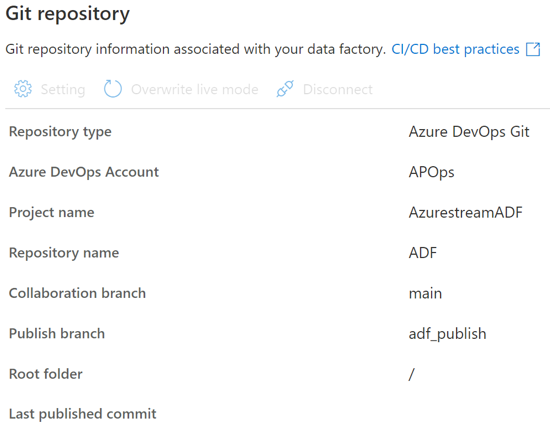 Git repository
Git repository information associated with your data factory. CI/CD best practices
Setting Overwrite live mode Disconnect
Repository type Azure DevOps Git
Azure DevOps Account APOps
Project name AzurestreamADF
Repository name ADF
Collaboration branch main
Publish branch adf_publish
Root folder /
Last published commit